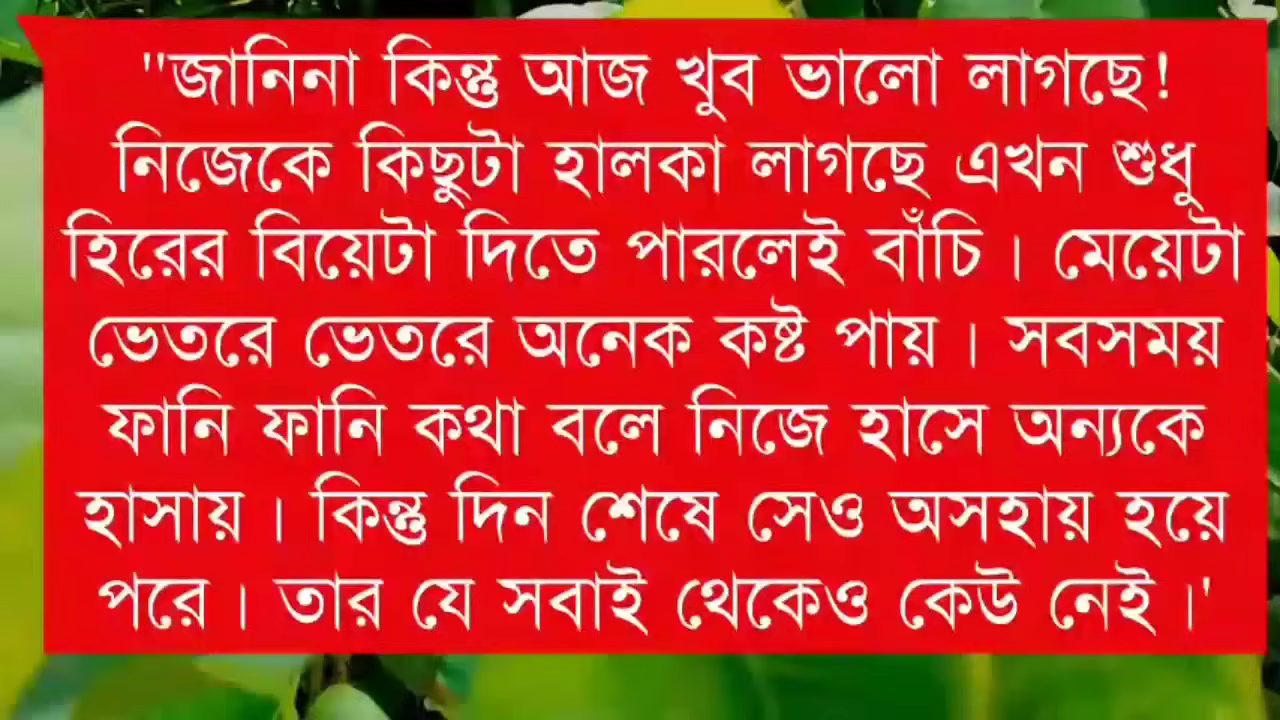 "জানিনা কিন্তু আজ খুব ভালো লাগছে!
নিজেকে কিছুটা হালকা লাগছে এখন শুধু
হিরের বিয়েটা দিতে পারলেই বাঁচি। মেয়েটা
ভেতরে ভেতরে অনেক কষ্ট পায়। সবসময়
ফানি ফানি কথা বলে নিজে হাসে অন্যকে
হাসায়। কিন্তু দিন শেষে সেও অসহায় হয়ে
পরে। তার যে সবাই থেকেও কেউ নেই।'